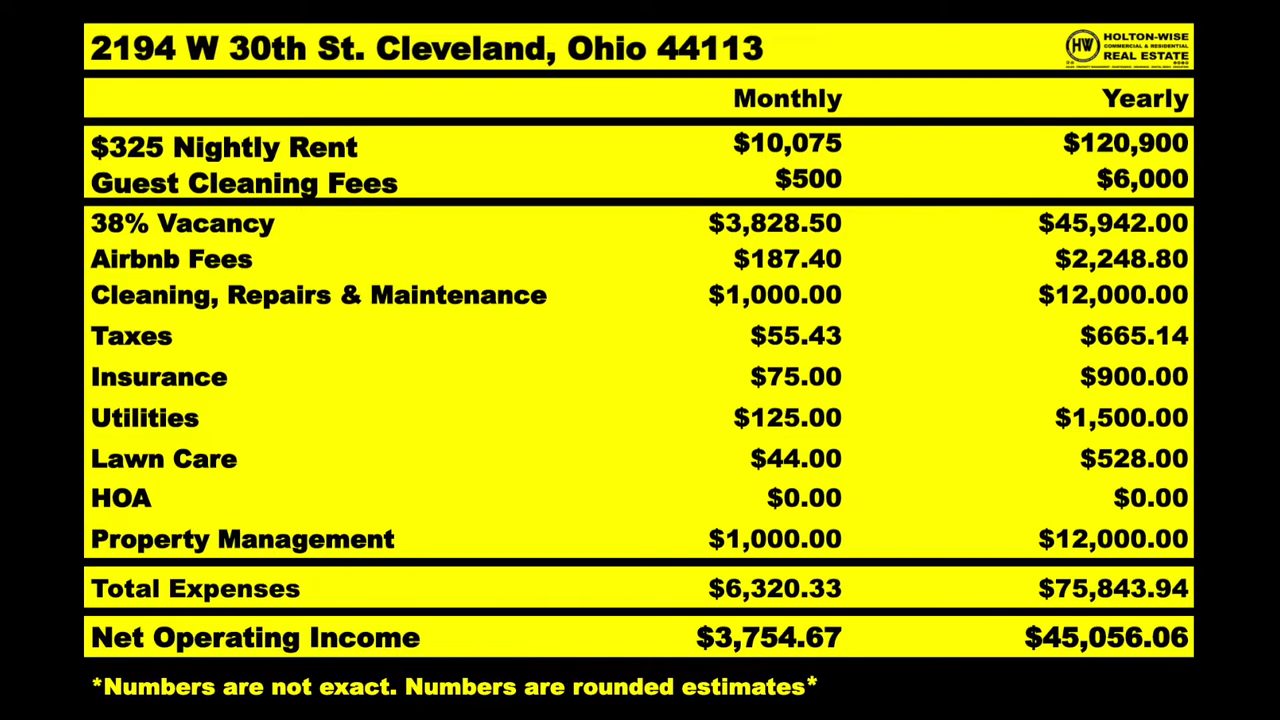 2194 W 30th St. Cleveland, Ohio 44113
HOLTON-WISE
COMMERCIAL & RESIDENTIAL
REAL ESTATE
HW
Monthly Yearly
$325 Nightly Rent $10,075 $120,900
Guest Cleaning Fees $500 $6,000
38% Vacancy $3,828.50 $45,942.00
Airbnb Fees $187.40 $2,248.80
Cleaning, Repairs & Maintenance $1,000.00 $12,000.00
Taxes $55.43 $665.14
Insurance $75.00 $900.00
Utilities $125.00 $1,500.00
Lawn Care $44.00 $528.00
HOA $0.00 $0.00
Property Management $1,000.00 $12,000.00
Total Expenses $6,320.33 $75,843.94
Net Operating Income $3,754.67 $45,056.06
*Numbers are not exact. Numbers are rounded estimates*